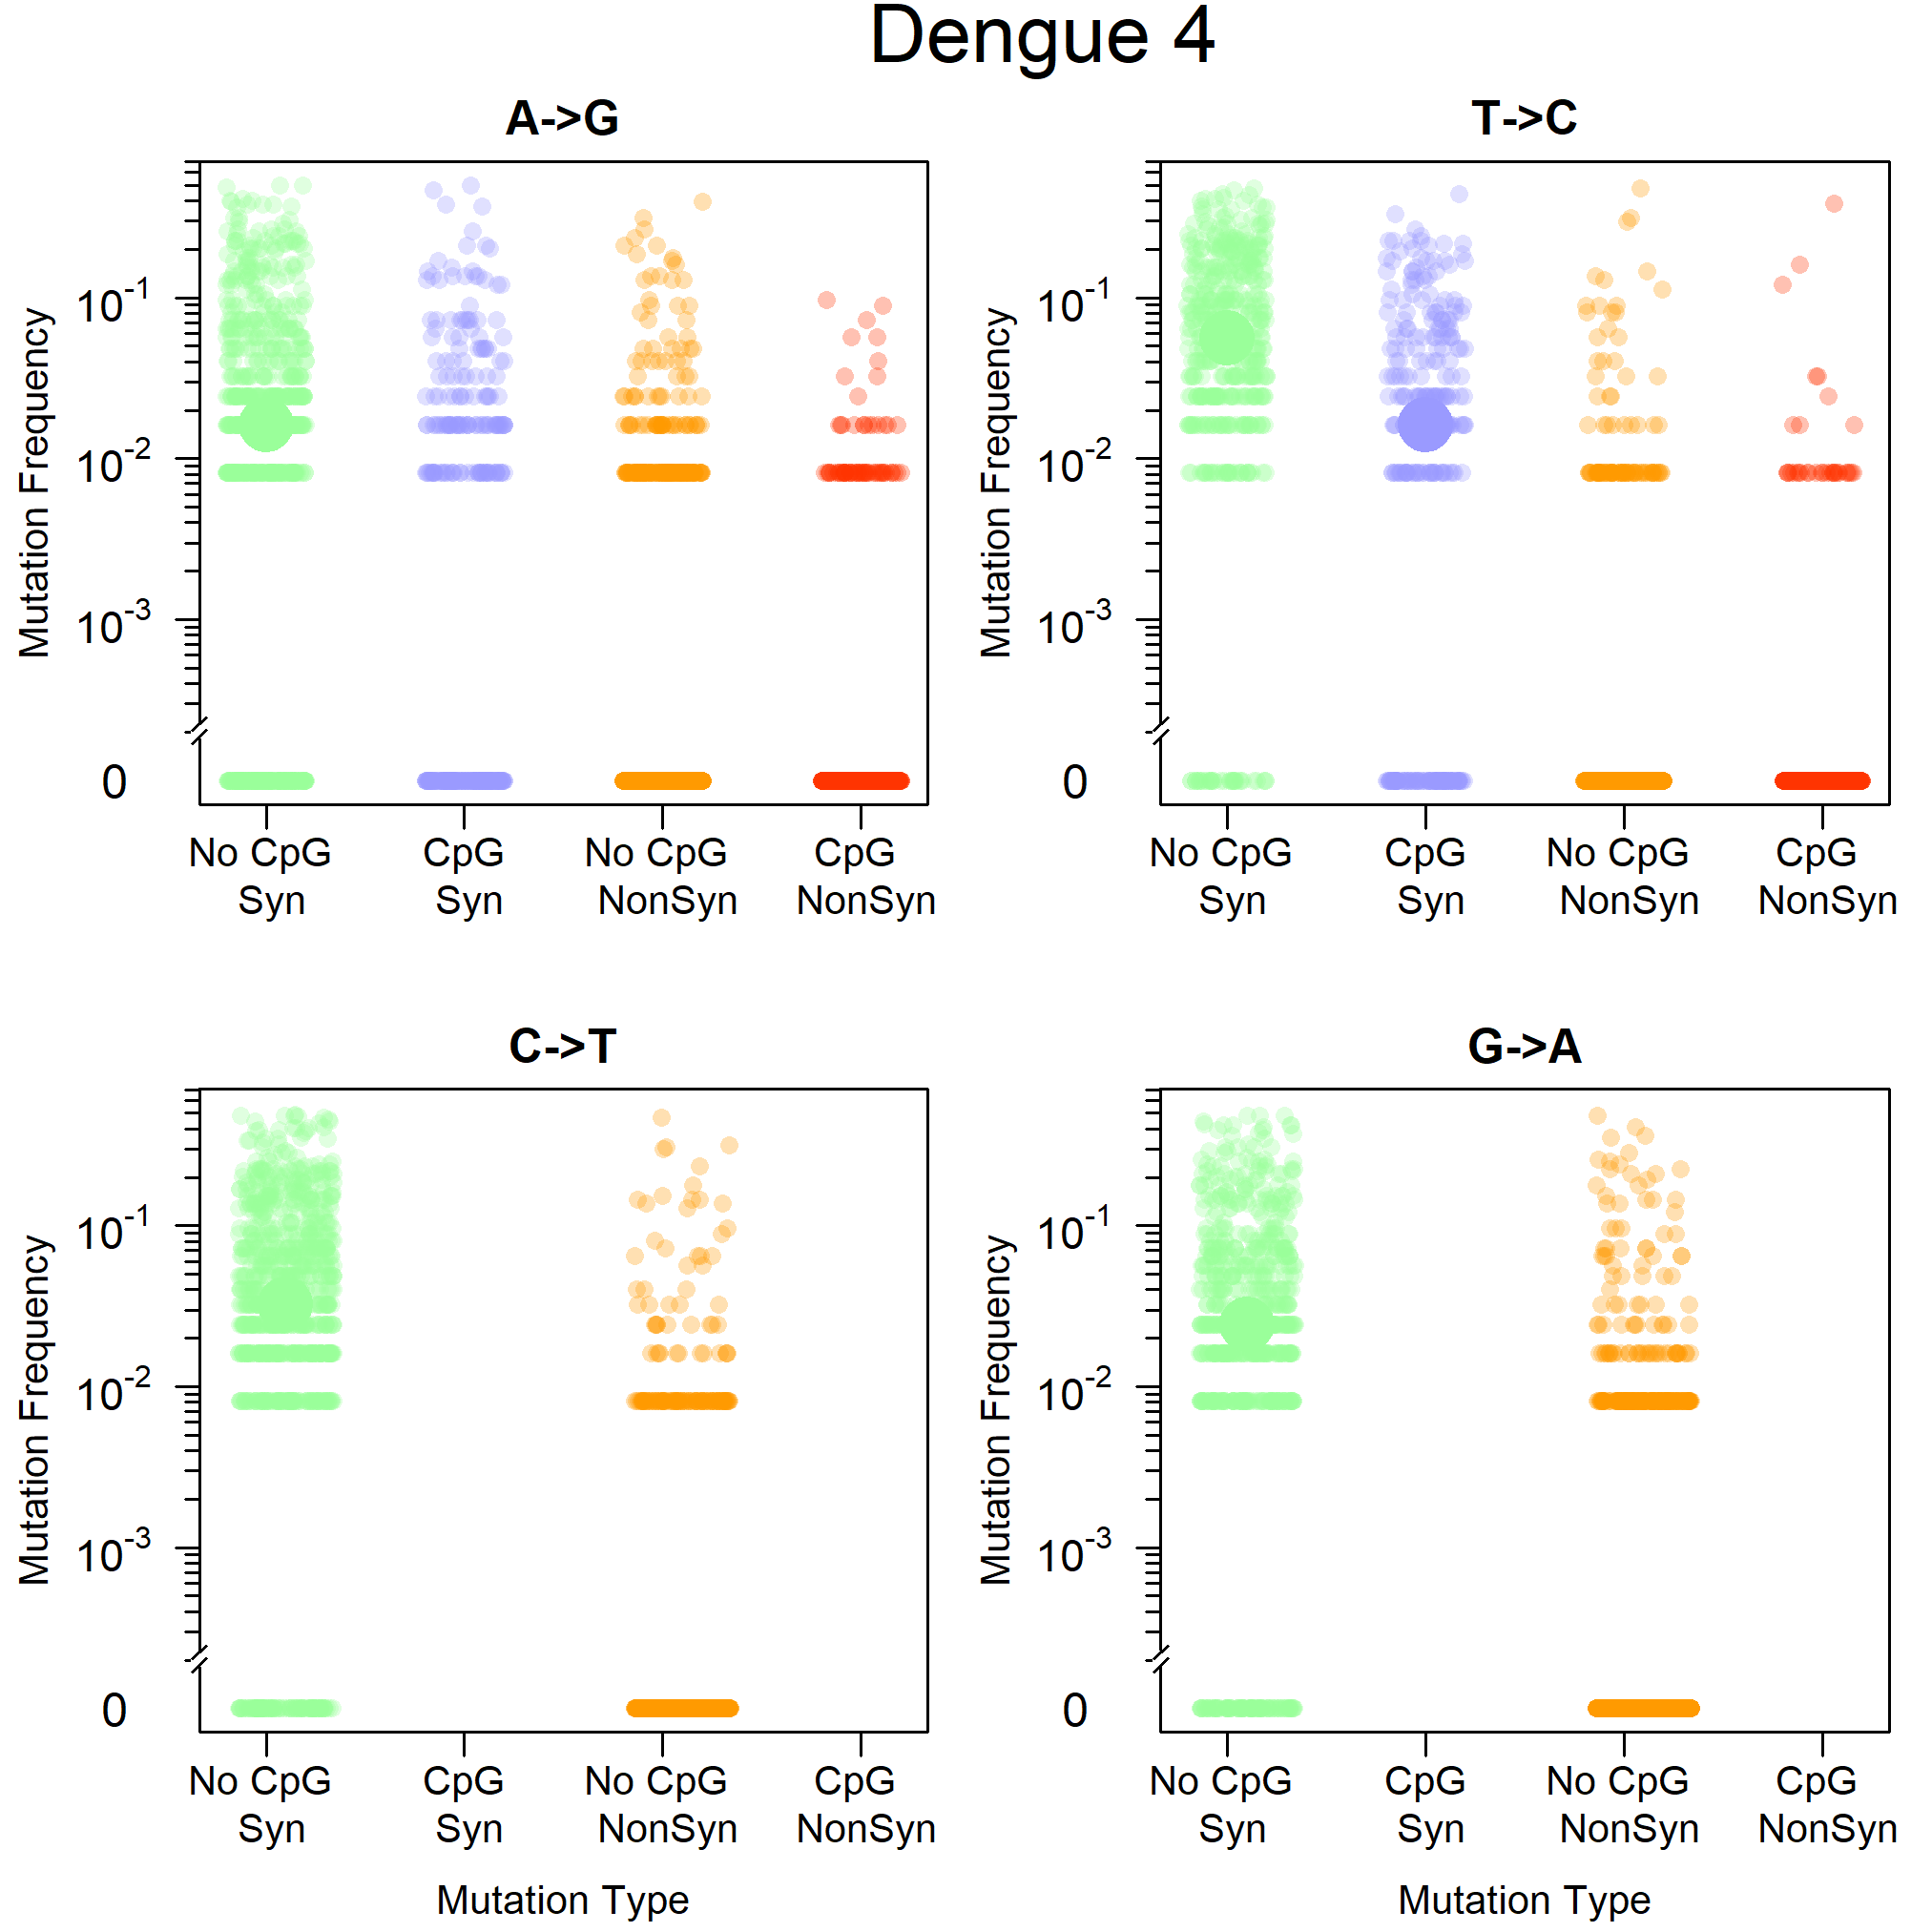 Dengue 4
A->G
Mutation Frequency
10-1
10-2
10-3
0
No CpG CpG No CpG CpG
Syn Syn NonSyn NonSyn
T->C
Mutation Frequency
10-1
10-2
10-3
0
No CpG CpG No CpG CpG
Syn Syn NonSyn NonSyn
C->T
Mutation Frequency
10-1
10-2
10-3
0
No CpG CpG No CpG CpG
Syn Syn NonSyn NonSyn
Mutation Type
G->A
Mutation Frequency
10-1
10-2
10-3
0
No CpG CpG No CpG CpG
Syn Syn NonSyn NonSyn
Mutation Type